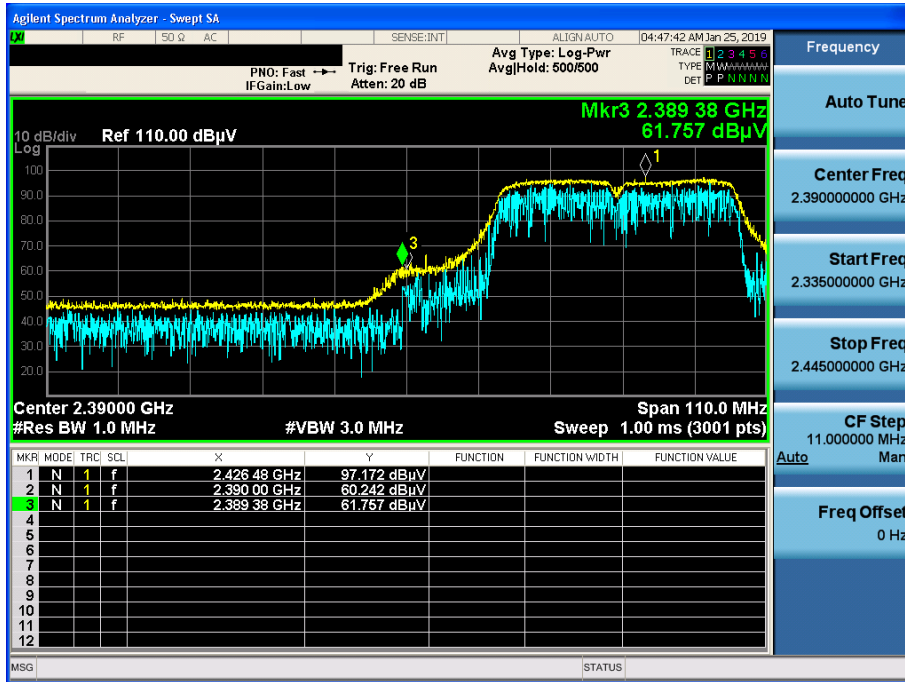 Agilent Spectrum Analyzer - Swept SA
LXI RF 50 Ω AC SENSE:INT ALIGN AUTO 04:47:42 AM Jan 25, 2019
PNO: Fast
IFGain:Low
Trig: Free Run
Atten: 20 dB
Avg Type: Log-Pwr
Avg|Hold: 500/500
TRACE 1 2 3 4 5 6
TYPE M
DET P P N N N N
Mkr3 2.389 38 GHz
61.757 dBµV
10 dB/div Ref 110.00 dBµV
Log
100
90.0
80.0
70.0
60.0
50.0
40.0
30.0
20.0
1
3
Center 2.39000 GHz Span 110.0 MHz
#Res BW 1.0 MHz #VBW 3.0 MHz Sweep 1.00 ms (3001 pts)
MKR MODE TRC SCL X Y FUNCTION FUNCTION WIDTH FUNCTION VALUE
1 N 1 f 2.426 48 GHz 97.172 dBµV
2 N 1 f 2.390 00 GHz 60.242 dBµV
3 N 1 f 2.389 38 GHz 61.757 dBµV
4
5
6
7
8
9
10
11
12
MSG STATUS
Frequency
Auto Tune
Center Freq
2.390000000 GHz
Start Freq
2.335000000 GHz
Stop Freq
2.445000000 GHz
CF Step
11.000000 MHz
Auto Man
Freq Offset
0 Hz